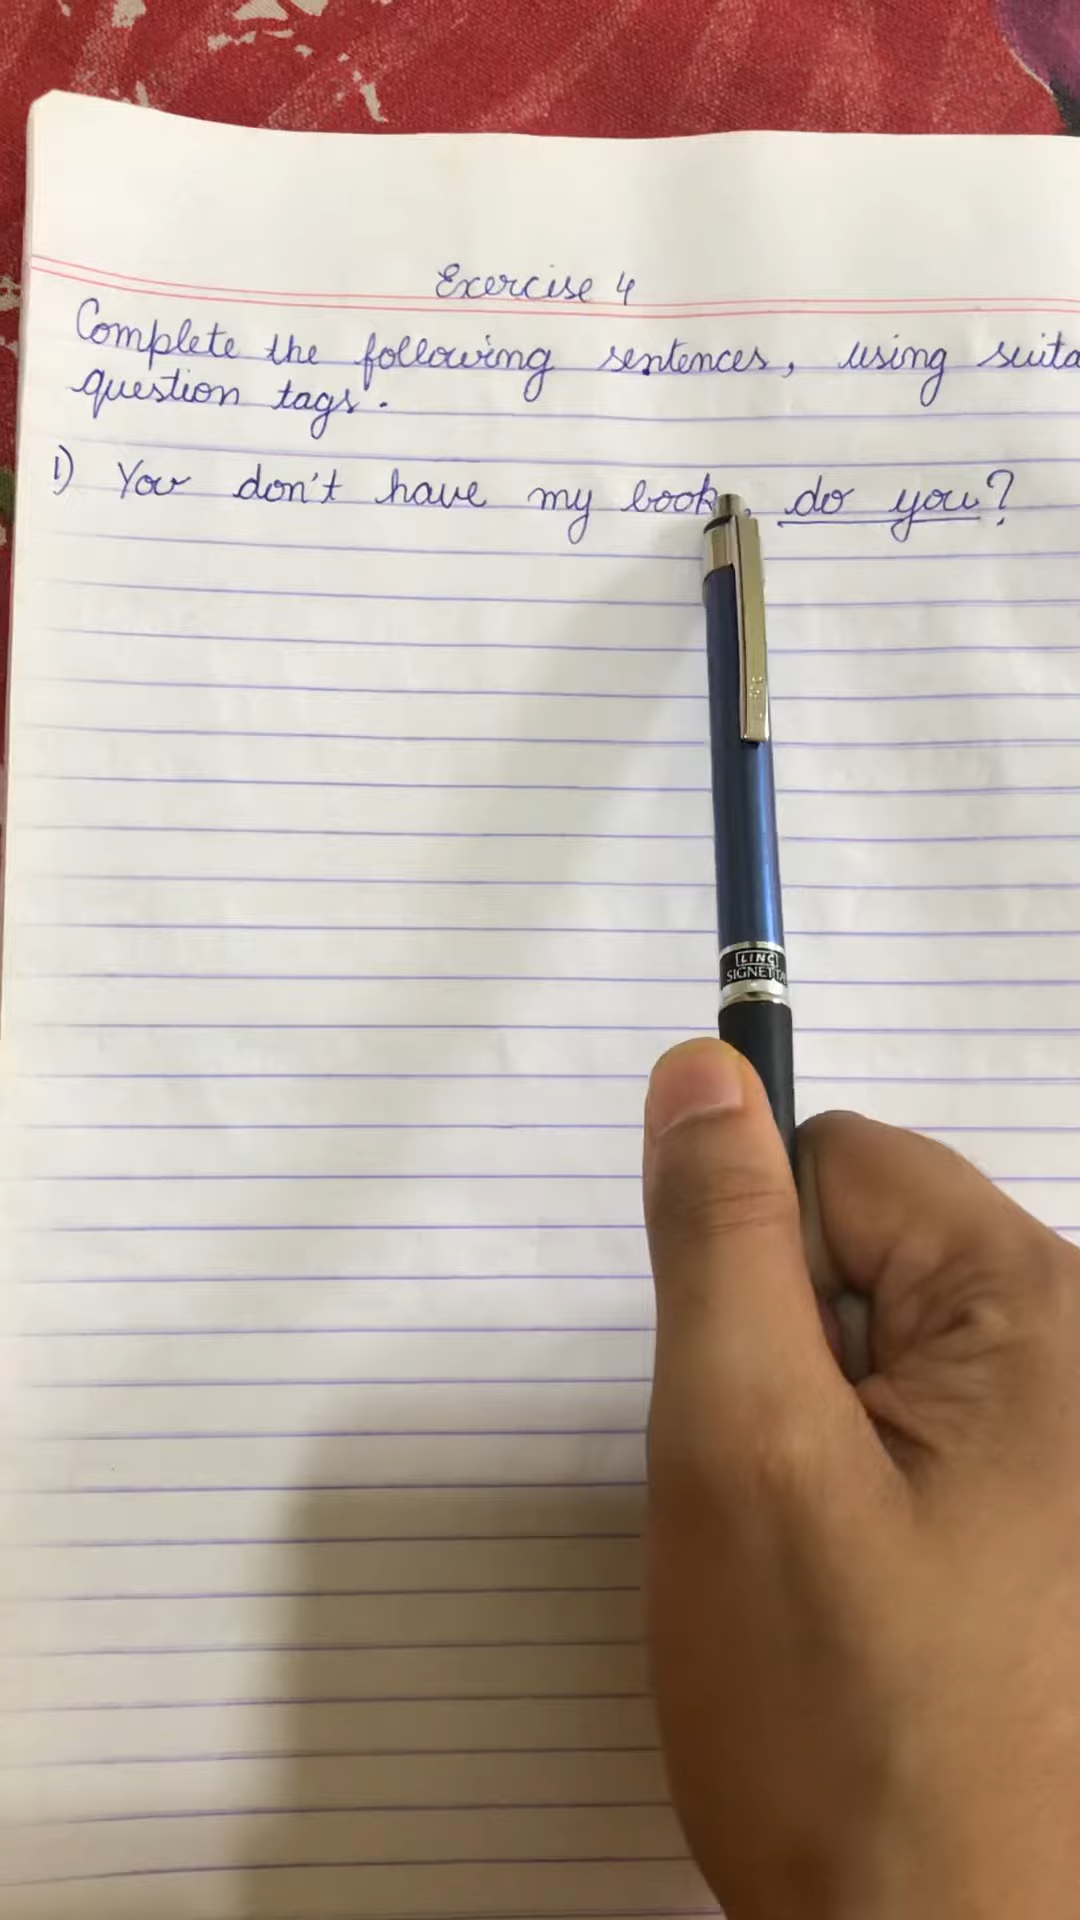 Exercise 4
Complete the following sentences, using
question tags.
1) You don't have my book, do you?
LINC
SIGNETTA